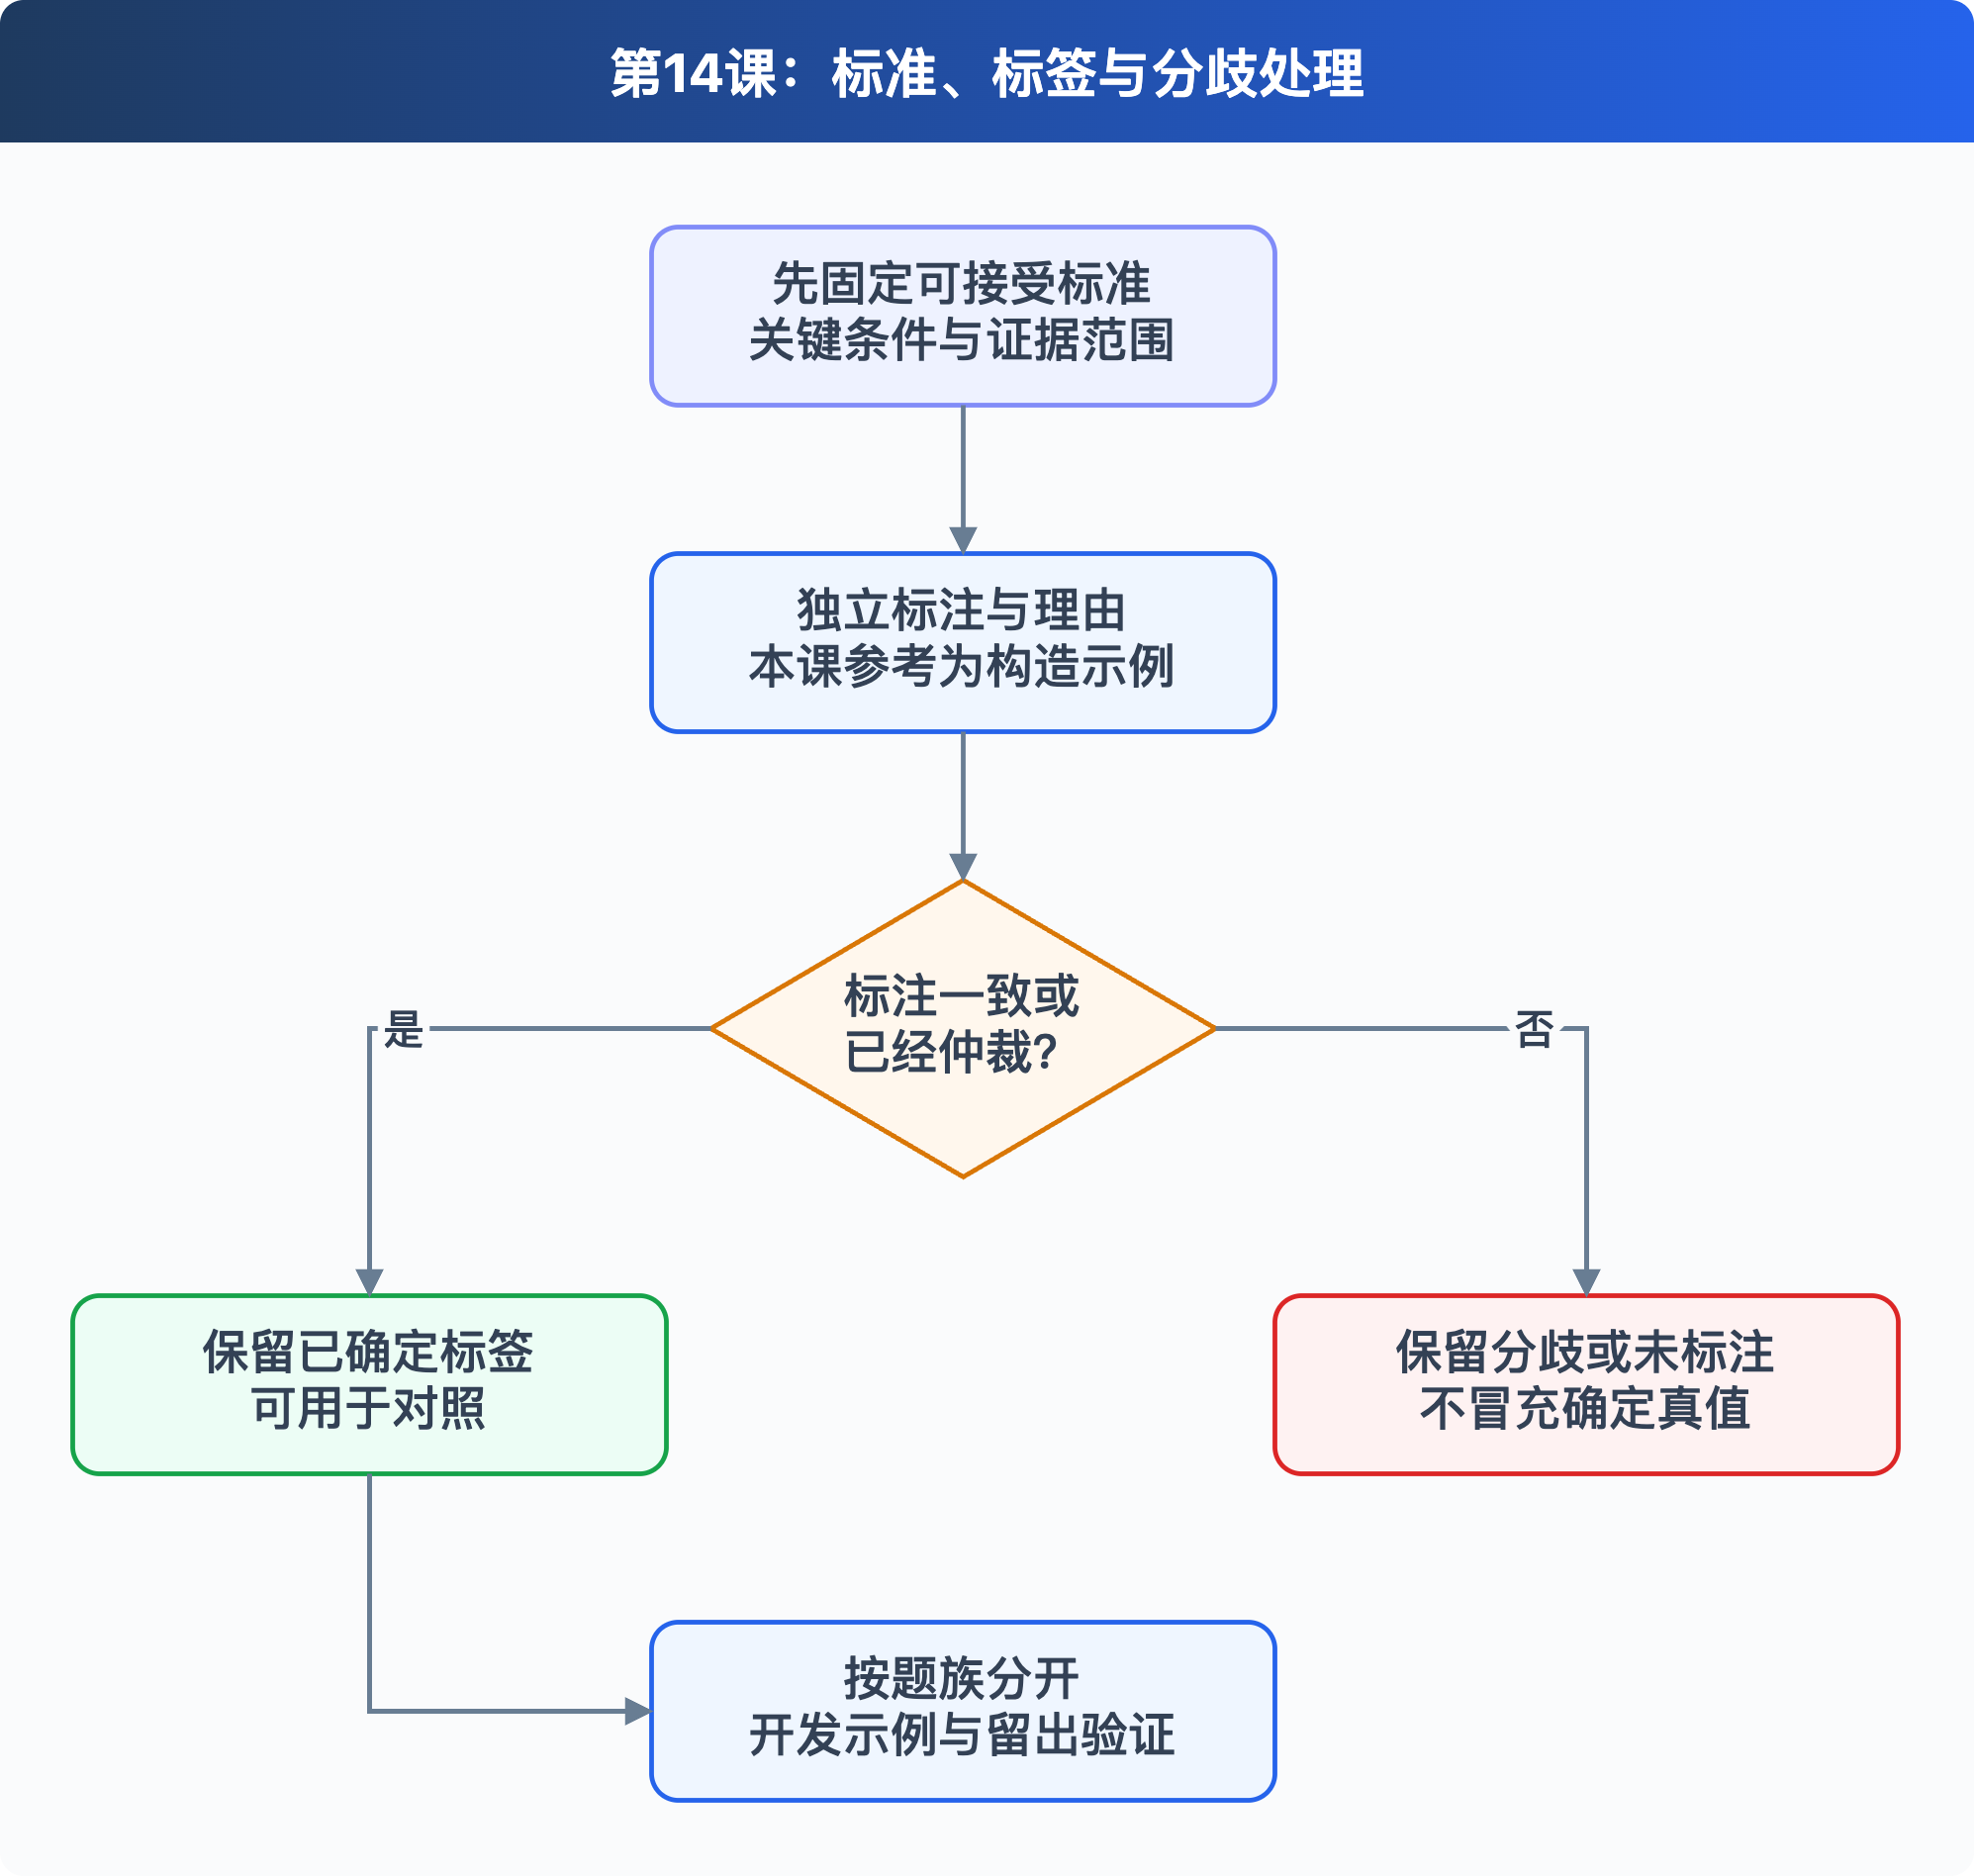 第14课：标准、标签与分歧处理
先固定可接受标准
关键条件与证据范围
独立标注与理由
本课参考为构造示例
标注一致或
已经仲裁？
是
否
保留已确定标签
可用于对照
保留分歧或未标注
不冒充确定真值
按题族分开
开发示例与留出验证